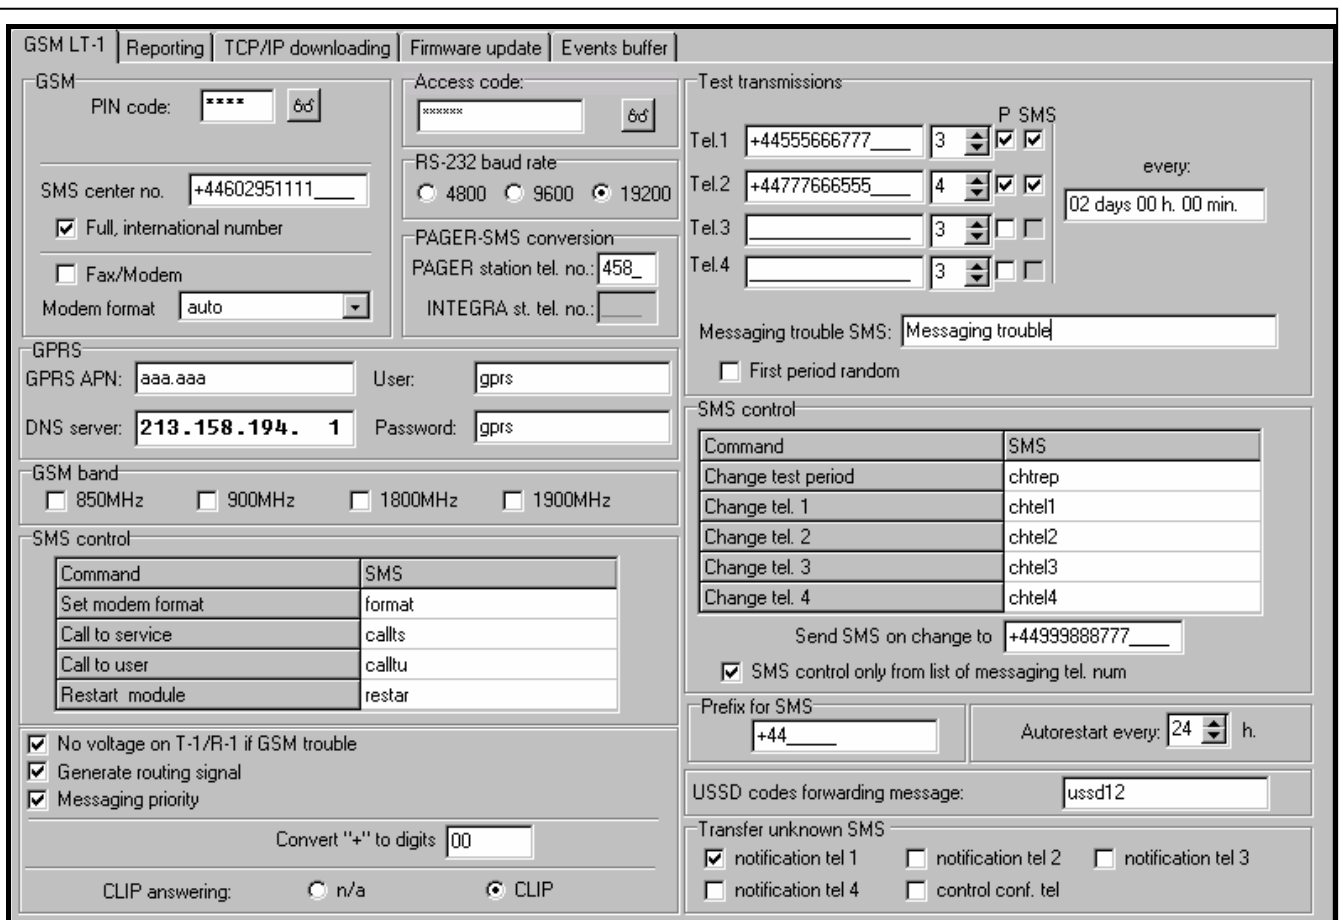 GSM LT-1 Reporting TCP/IP downloading Firmware update Events buffer
GSM
PIN code: ****
SMS center no. +44602951111____
Full, international number
Fax/Modem
Modem format auto
Access code:
******
RS-232 baud rate
4800 9600 19200
PAGER-SMS conversion
PAGER station tel. no.: 458_
INTEGRA st. tel. no.: ____
GPRS
GPRS APN: aaa.aaa User: gprs
DNS server: 213.158.194. 1 Password: gprs
GSM band
850MHz 900MHz 1800MHz 1900MHz
SMS control
Command SMS
Set modem format format
Call to service callts
Call to user calltu
Restart module restar
No voltage on T-1/R-1 if GSM trouble
Generate routing signal
Messaging priority
Convert "+" to digits 00
CLIP answering: n/a CLIP
Test transmissions
P SMS
Tel.1 +44555666777____ 3
Tel.2 +44777666555____ 4
Tel.3 ________________ 3
Tel.4 ________________ 3
every:
02 days 00 h. 00 min.
Messaging trouble SMS: Messaging trouble
First period random
SMS control
Command SMS
Change test period chtrep
Change tel. 1 chtel1
Change tel. 2 chtel2
Change tel. 3 chtel3
Change tel. 4 chtel4
Send SMS on change to +44999888777____
SMS control only from list of messaging tel. num
Prefix for SMS
+44_____
Autorestart every: 24 h.
USSD codes forwarding message: ussd12
Transfer unknown SMS
notification tel 1 notification tel 2 notification tel 3
notification tel 4 control conf. tel